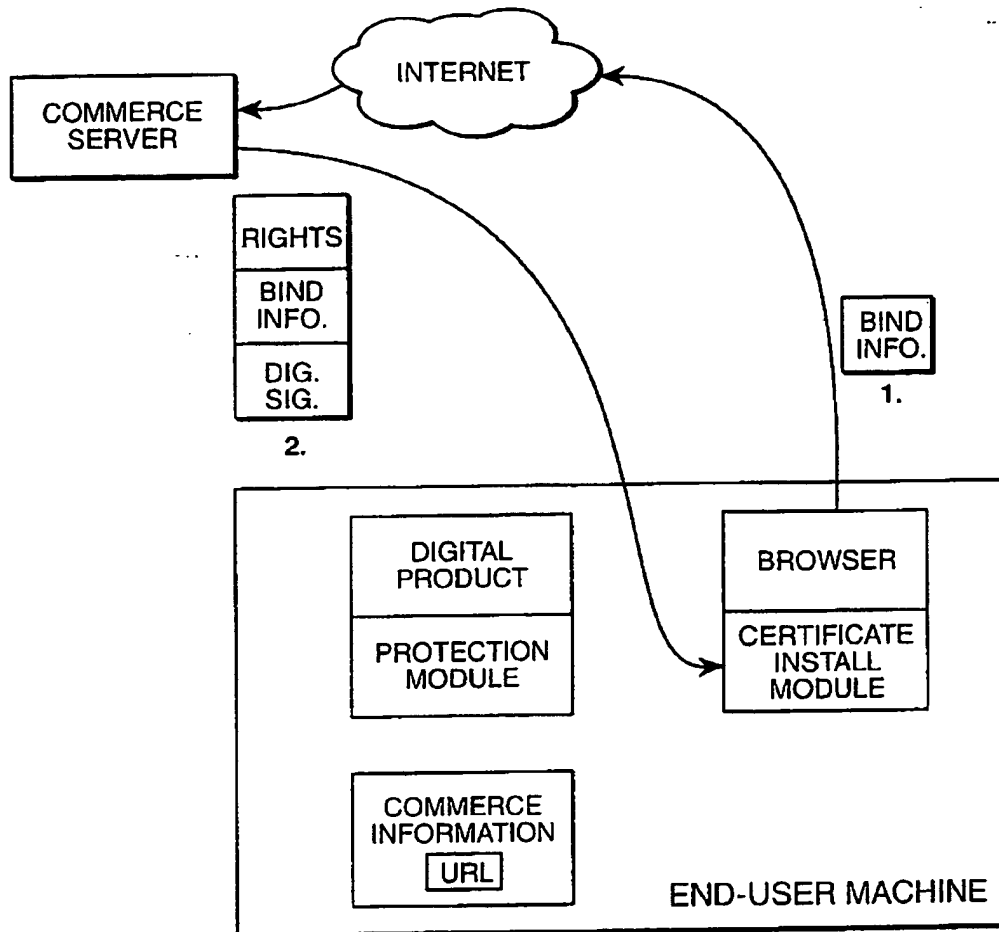 INTERNET
COMMERCE
SERVER
RIGHTS
BIND
INFO.
DIG.
SIG.
2.
BIND
INFO.
1.
DIGITAL
PRODUCT
PROTECTION
MODULE
BROWSER
CERTIFICATE
INSTALL
MODULE
COMMERCE
INFORMATION
URL
END-USER MACHINE